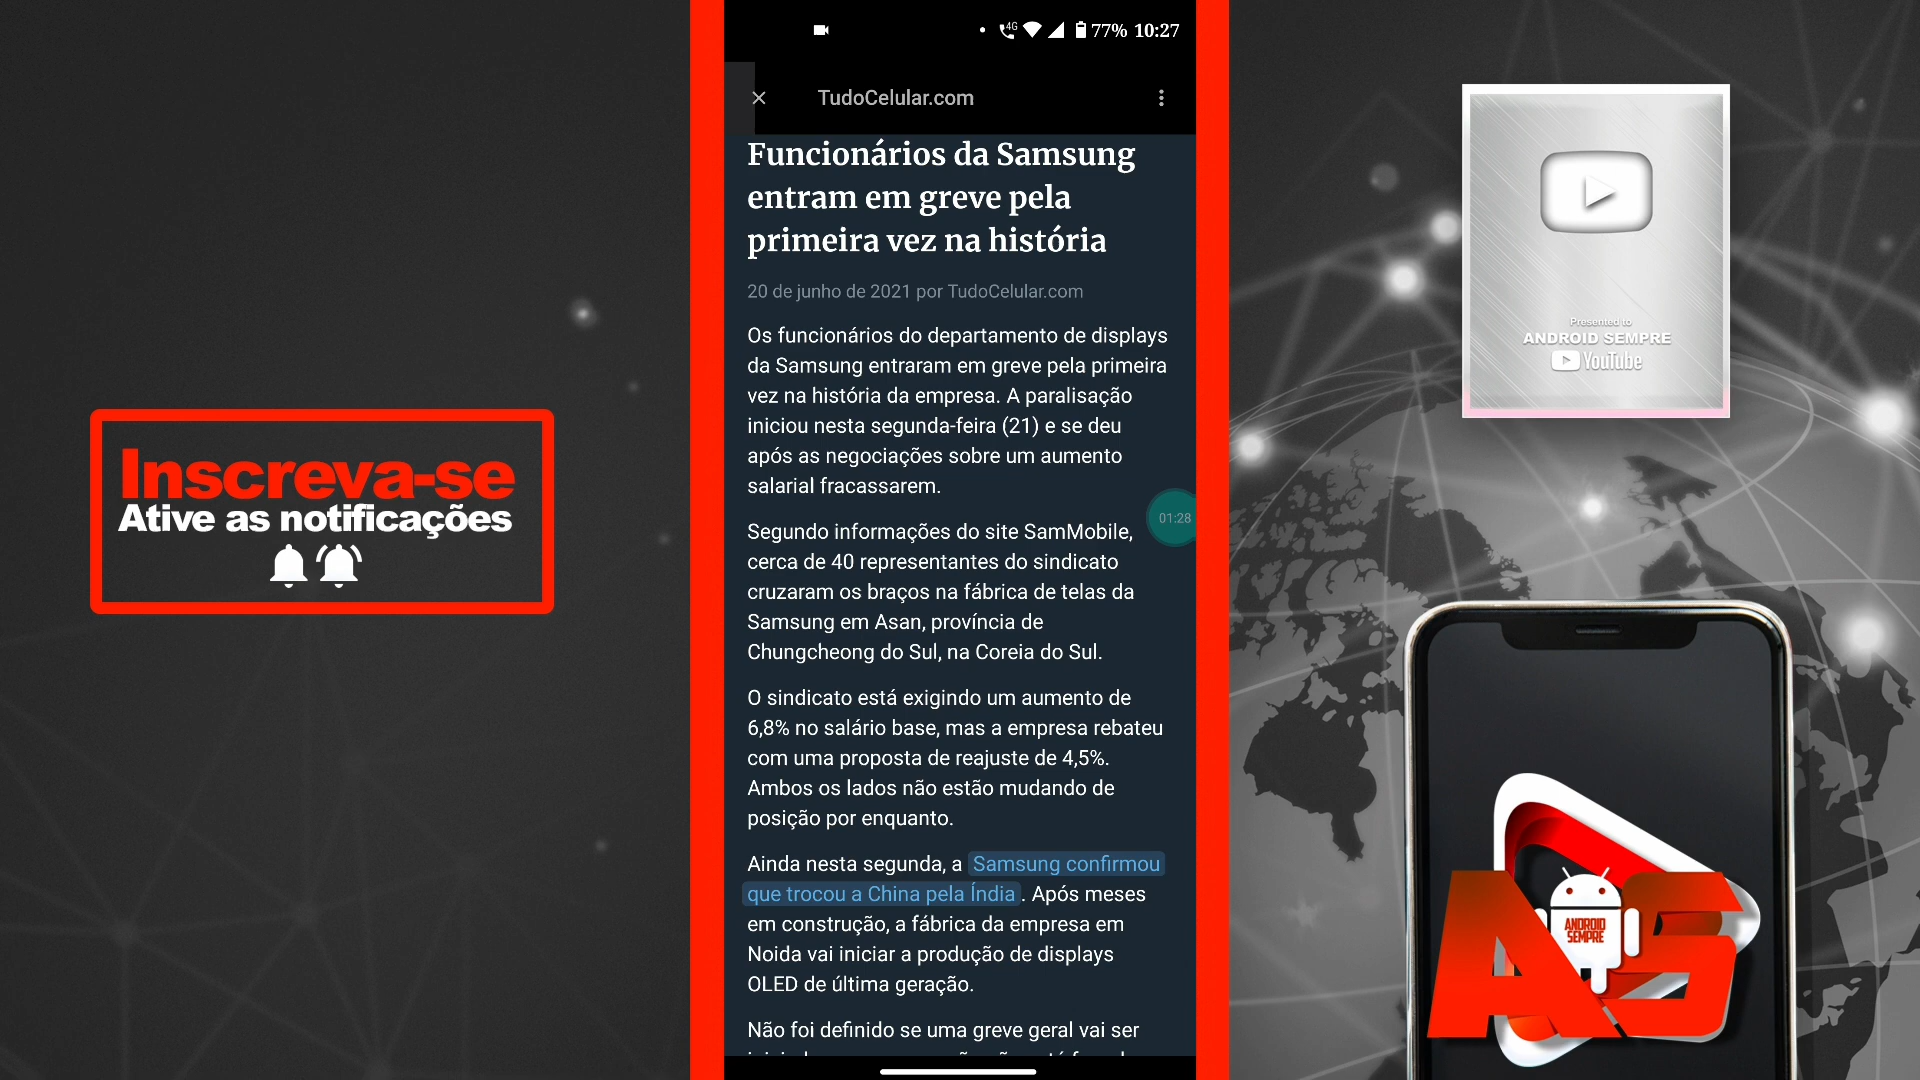 Inscreva-se
Ative as notificações
4G 77% 10:27
TudoCelular.com
Funcionários da Samsung
entram em greve pela
primeira vez na história
20 de junho de 2021 por TudoCelular.com
Os funcionários do departamento de displays
da Samsung entraram em greve pela primeira
vez na história da empresa. A paralisação
iniciou nesta segunda-feira (21) e se deu
após as negociações sobre um aumento
salarial fracassarem.
01:28
Segundo informações do site SamMobile,
cerca de 40 representantes do sindicato
cruzaram os braços na fábrica de telas da
Samsung em Asan, província de
Chungcheong do Sul, na Coreia do Sul.
O sindicato está exigindo um aumento de
6,8% no salário base, mas a empresa rebateu
com uma proposta de reajuste de 4,5%.
Ambos os lados não estão mudando de
posição por enquanto.
Ainda nesta segunda, a Samsung confirmou
que trocou a China pela Índia. Após meses
em construção, a fábrica da empresa em
Noida vai iniciar a produção de displays
OLED de última geração.
Não foi definido se uma greve geral vai ser
Presented to
ANDROID SEMPRE
YouTube
AS
ANDROID
SEMPRE